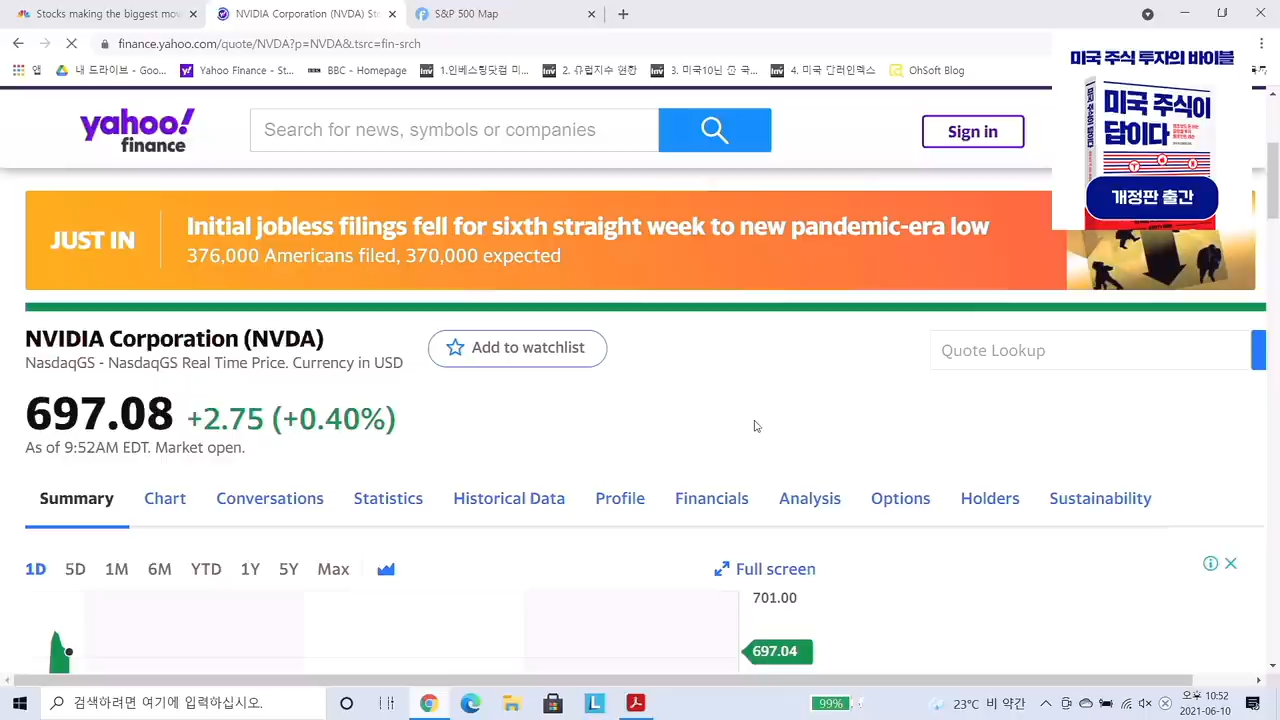 Stocks making the biggest mov
NVIDIA Corporation (NVDA) Sto
S&P 500 Map
finance.yahoo.com/quote/NVDA?p=NVDA&.tsrc=fin-srch
앱
내 드라이브 - Goo...
Yahoo Finance - St...
BBC - Homepage
1.인베스팅닷컴 미...
2. 유럽지수 현황
3. 미국10년 존 국...
4. 미국 달러인덱스
OhSoft Blog
미국 주식 투자의 바이블
미국 주식이
답이다
개정판 출간
yahoo!
finance
Search for news, symbols or companies
Sign in
JUST IN
Initial jobless filings fell for sixth straight week to new pandemic-era low
376,000 Americans filed, 370,000 expected
NVIDIA Corporation (NVDA)
Add to watchlist
Quote Lookup
NasdaqGS - NasdaqGS Real Time Price. Currency in USD
697.08 +2.75 (+0.40%)
As of 9:52AM EDT. Market open.
Summary Chart Conversations Statistics Historical Data Profile Financials Analysis Options Holders Sustainability
1D 5D 1M 6M YTD 1Y 5Y Max
Full screen
701.00
697.04
검색하려면 여기에 입력하십시오.
99%
23°C 비 약간
오후 10:52
2021-06-10